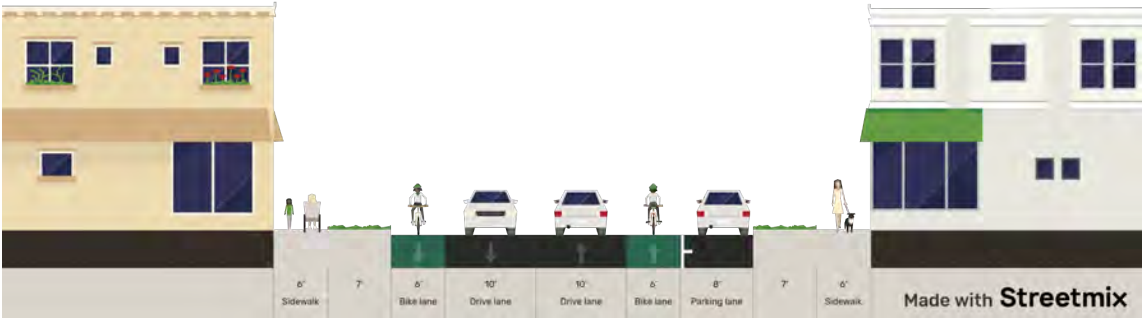 6' 7' 6' 10' 10' 6' 8' 7' 6'
Sidewalk Bike lane Drive lane Drive lane Bike lane Parking lane Sidewalk
Made with Streetmix